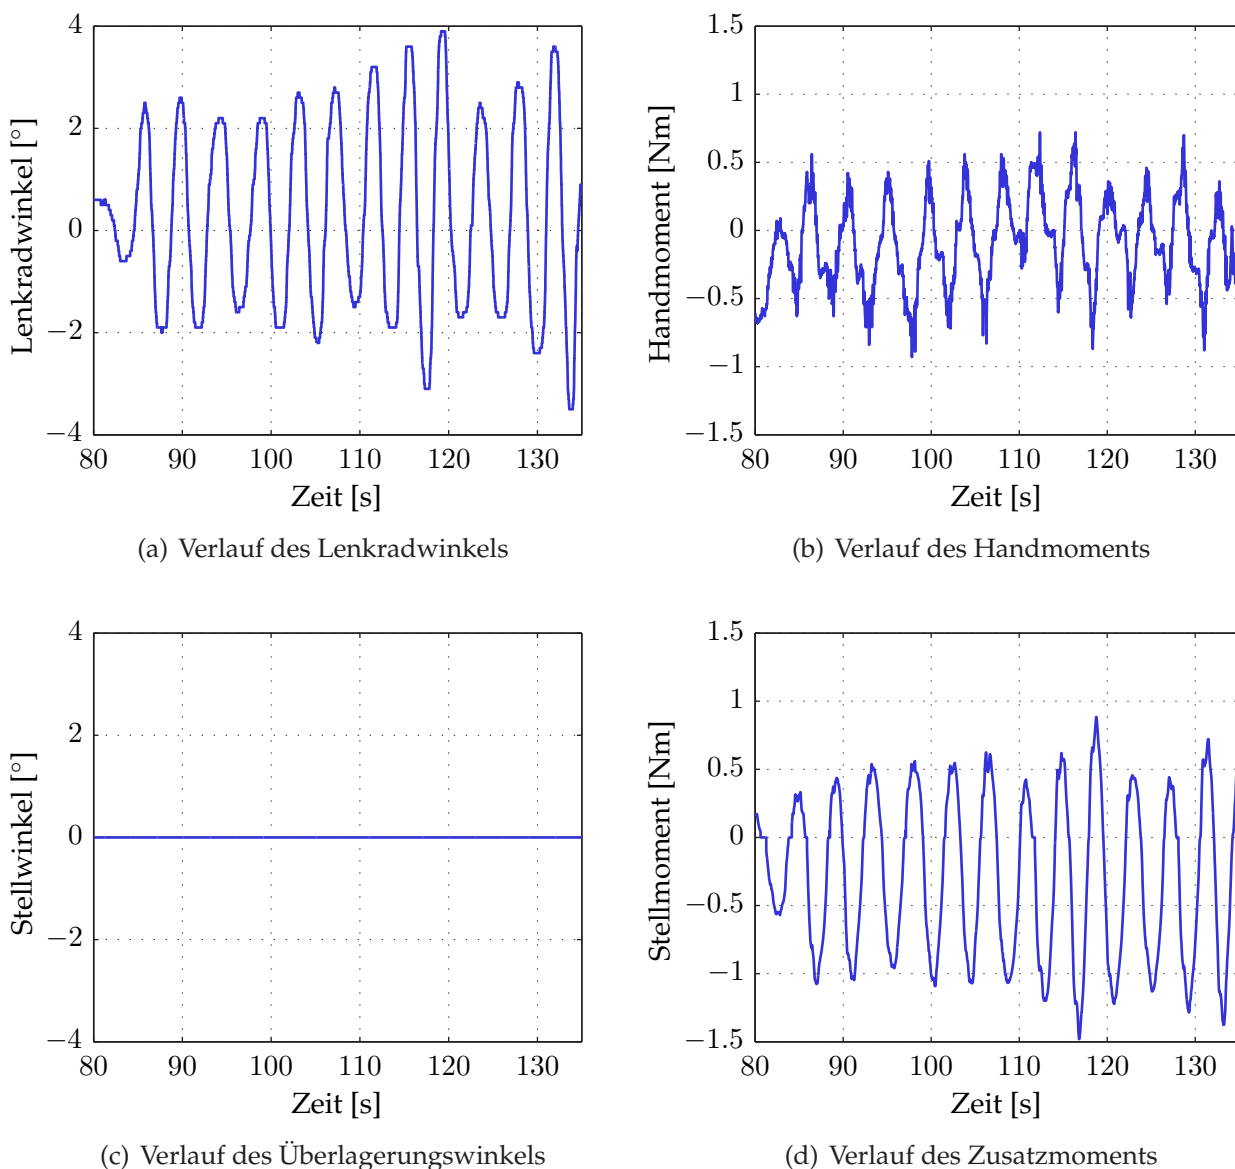 4
2
0
−2
−4
80 90 100 110 120 130
Zeit [s]
Lenkradwinkel [°]
(a) Verlauf des Lenkradwinkels
1.5
1
0.5
0
−0.5
−1
−1.5
80 90 100 110 120 130
Zeit [s]
Handmoment [Nm]
(b) Verlauf des Handmoments
4
2
0
−2
−4
80 90 100 110 120 130
Zeit [s]
Stellwinkel [°]
(c) Verlauf des Überlagerungswinkels
1.5
1
0.5
0
−0.5
−1
−1.5
80 90 100 110 120 130
Zeit [s]
Stellmoment [Nm]
(d) Verlauf des Zusatzmoments